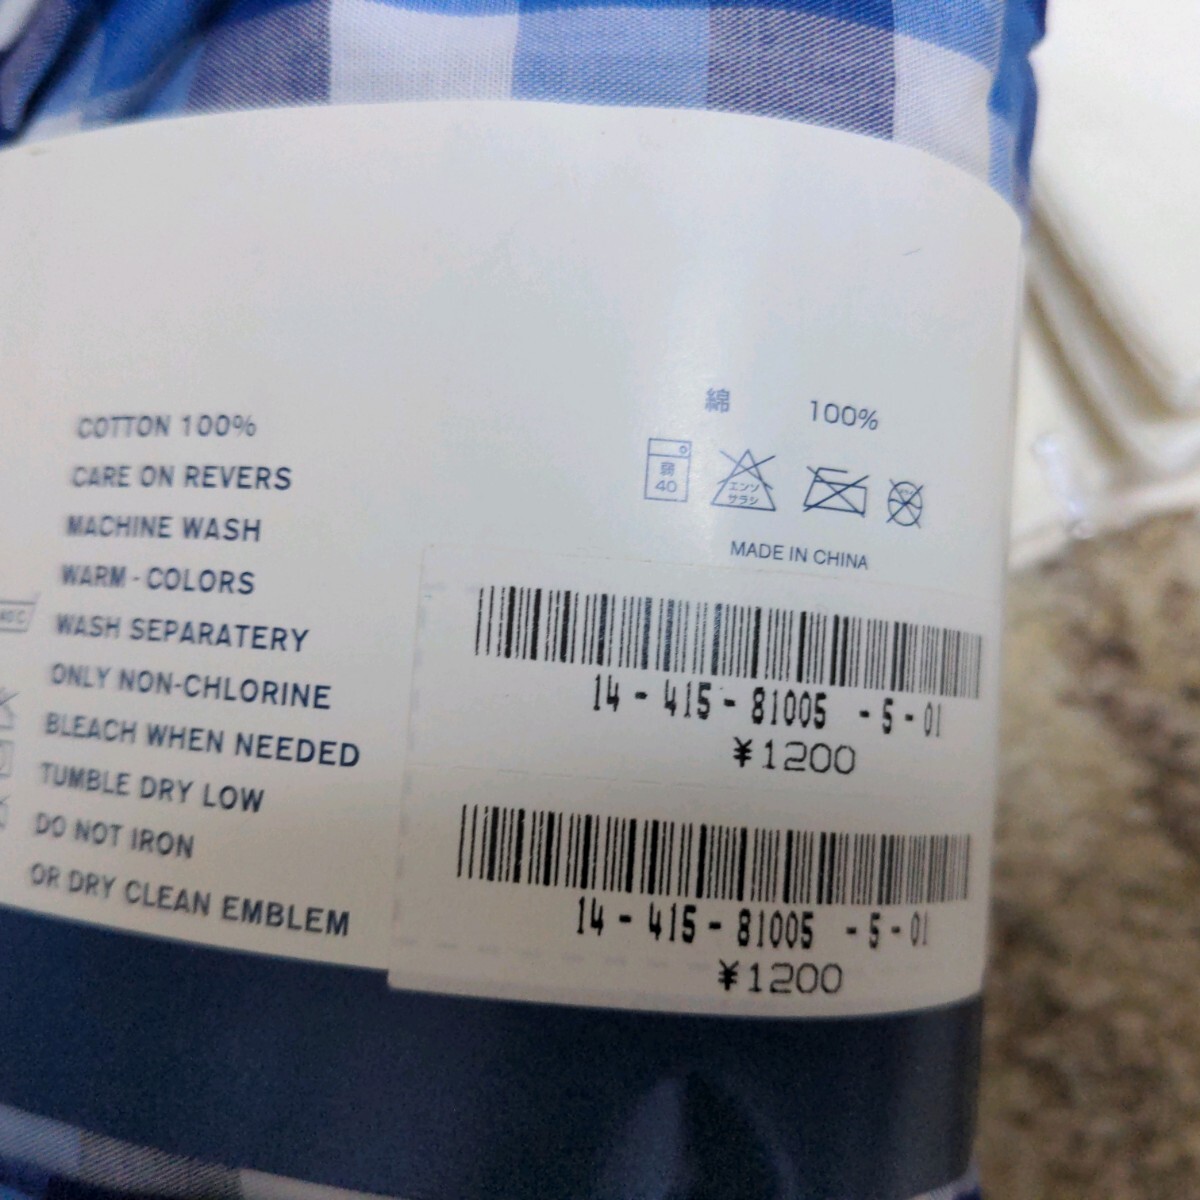 COTTON 100%
CARE ON REVERS
MACHINE WASH
WARM - COLORS
WASH SEPARATERY
ONLY NON-CHLORINE
BLEACH WHEN NEEDED
TUMBLE DRY LOW
DO NOT IRON
OR DRY CLEAN EMBLEM
綿 100%
弱
40
エンソ
サラシ
MADE IN CHINA
14 - 415 - 81005 - 5 - 01
¥1200
14 - 415 - 81005 - 5 - 01
¥1200